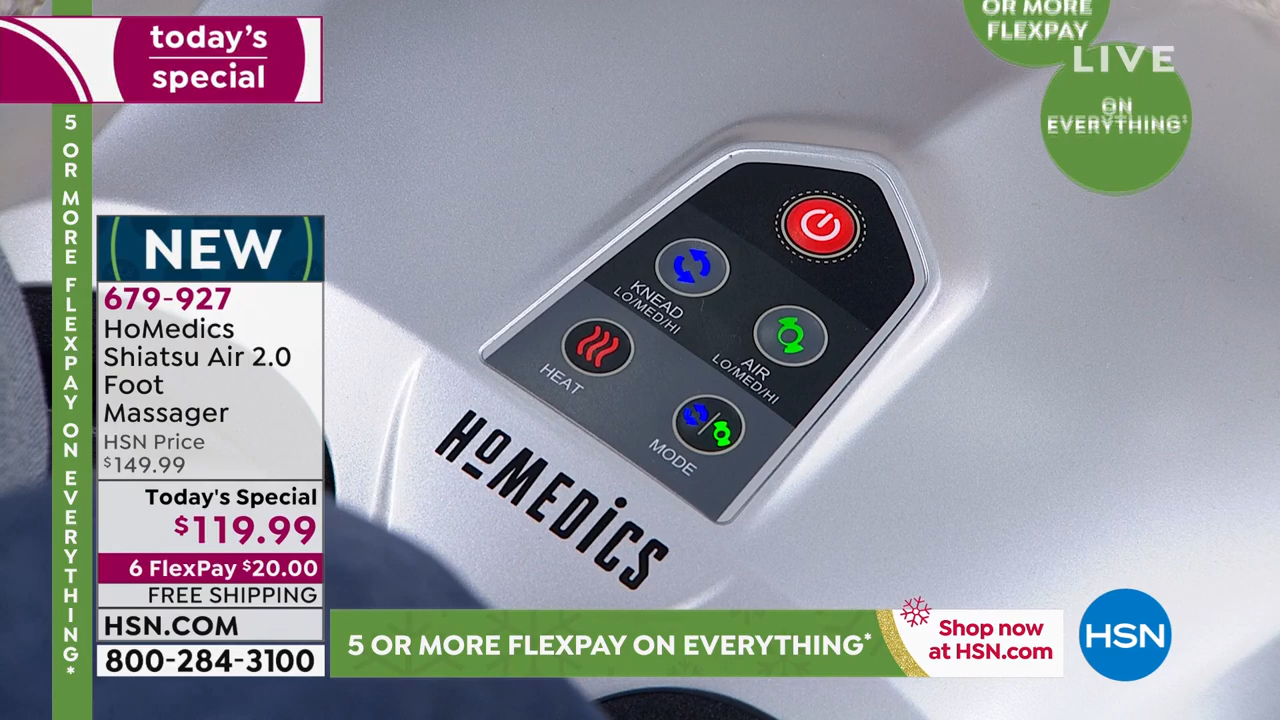 today's
special
5 OR MORE FLEXPAY ON EVERYTHING*
NEW
679-927
HoMedics
Shiatsu Air 2.0
Foot
Massager
HSN Price
$149.99
Today's Special
$119.99
6 FlexPay $20.00
FREE SHIPPING
HSN.COM
800-284-3100
OR MORE
FLEXPAY
LIVE
ON
EVERYTHING‡
KNEAD
LO/MED/HI
AIR
LO/MED/HI
HEAT
MODE
HoMEDiCS
5 OR MORE FLEXPAY ON EVERYTHING*
Shop now
at HSN.com
HSN